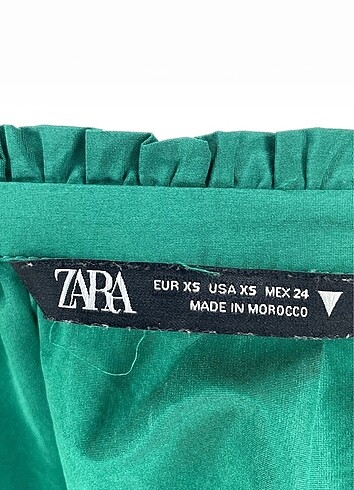 ZARA
EUR XS USA XS MEX 24
MADE IN MOROCCO